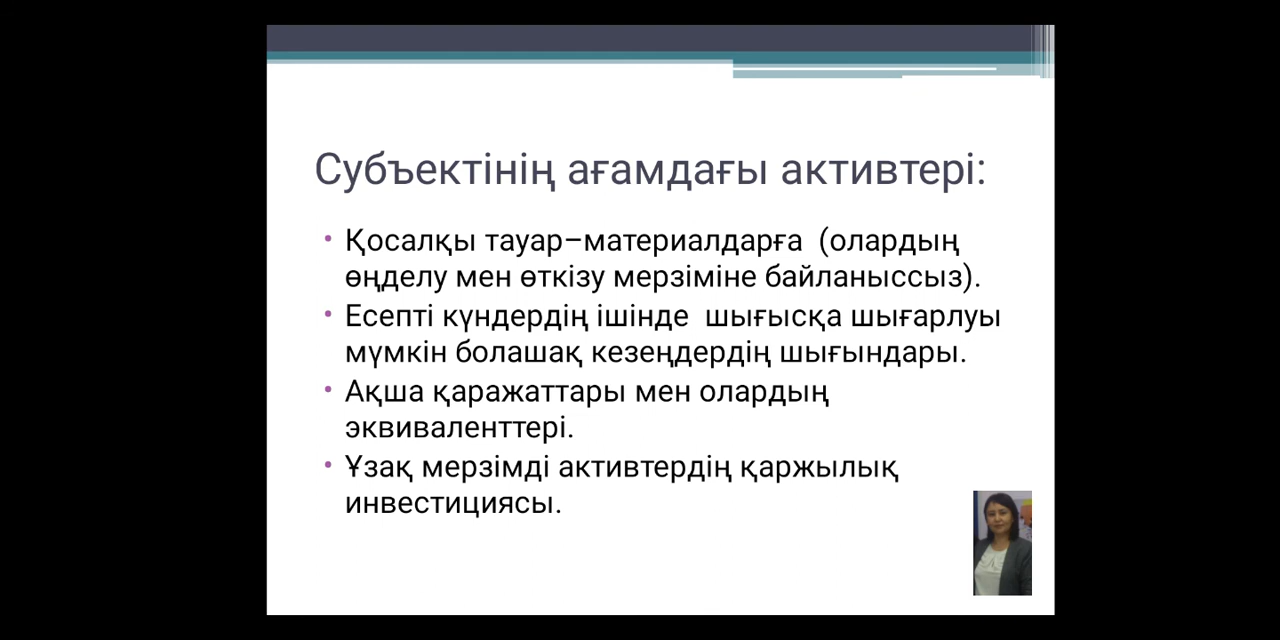 Субъектінің ағамдағы активтері:
• Қосалқы тауар–материалдарға (олардың
өңделу мен өткізу мерзіміне байланыссыз).
• Есепті күндердің ішінде шығысқа шығарлуы
мүмкін болашақ кезеңдердің шығындары.
• Ақша қаражаттары мен олардың
эквиваленттері.
• Ұзақ мерзімді активтердің қаржылық
инвестициясы.